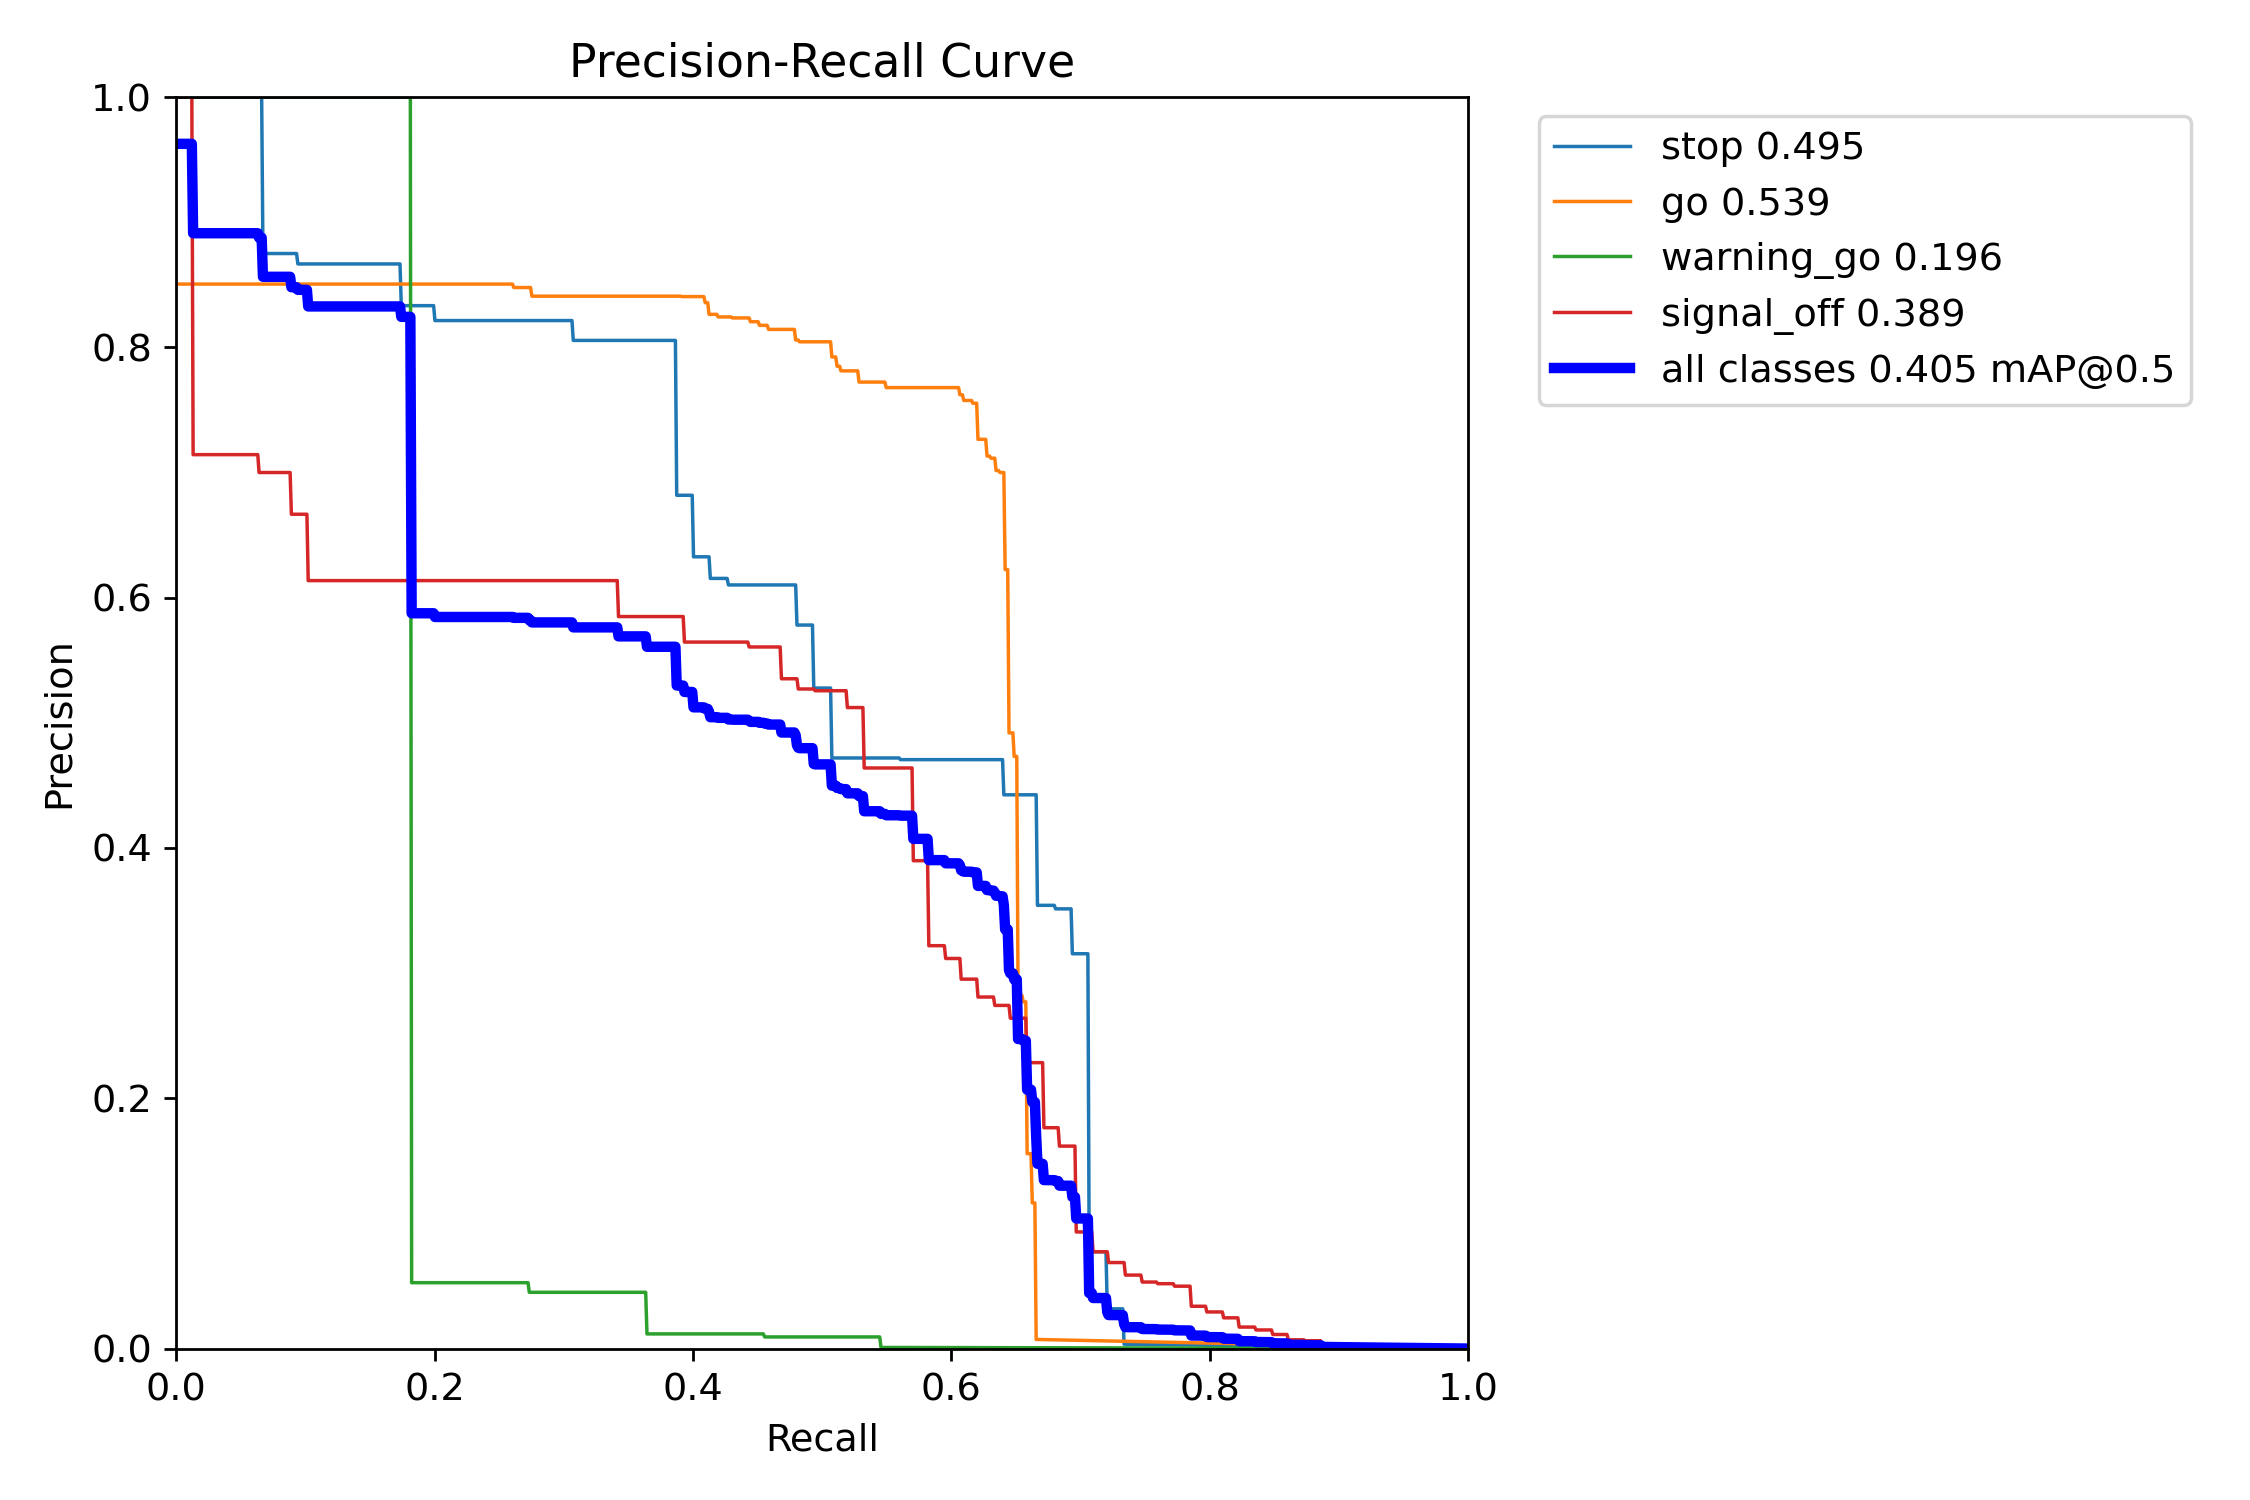 Precision-Recall Curve
1.0
0.8
0.6
0.4
0.2
0.0
Precision
0.0 0.2 0.4 0.6 0.8 1.0
Recall
stop 0.495
go 0.539
warning_go 0.196
signal_off 0.389
all classes 0.405 mAP@0.5